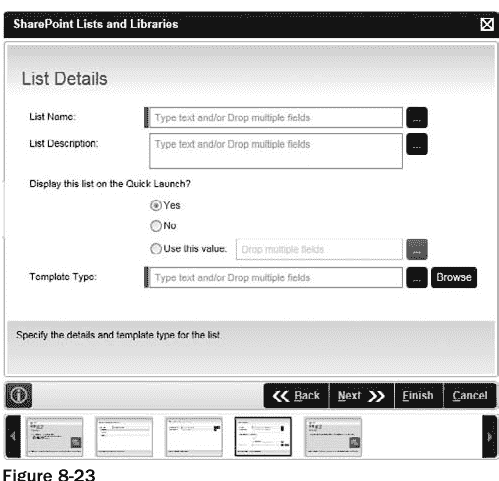 SharePoint Lists and Libraries
List Details
List Name:
Type text and/or Drop multiple fields
...
List Description:
Type text and/or Drop multiple fields
...
Display this list on the Quick Launch?
Yes
No
Use this value:
Drop multiple fields
...
Template Type:
Type text and/or Drop multiple fields
...
Browse
Specify the details and template type for the list.
Back
Next
Finish
Cancel
Figure 8-23